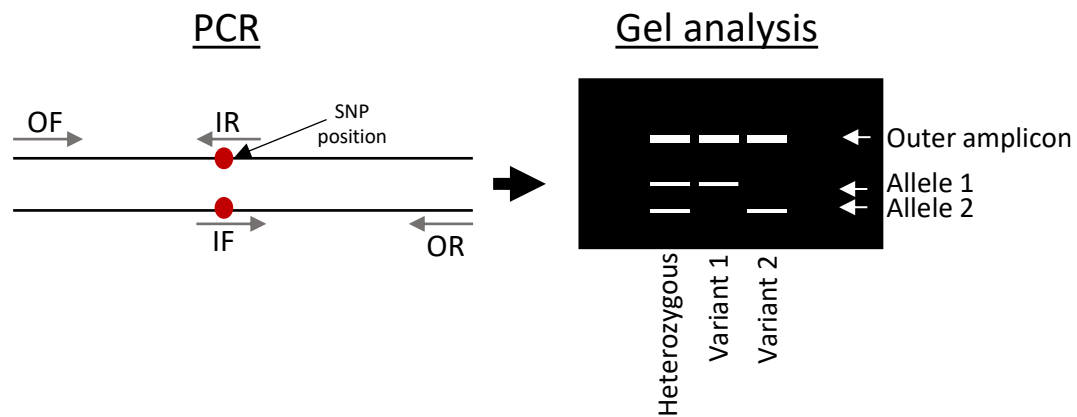 PCR
Gel analysis
OF
IR
SNP
position
IF
OR
Outer amplicon
Allele 1
Allele 2
Heterozygous
Variant 1
Variant 2